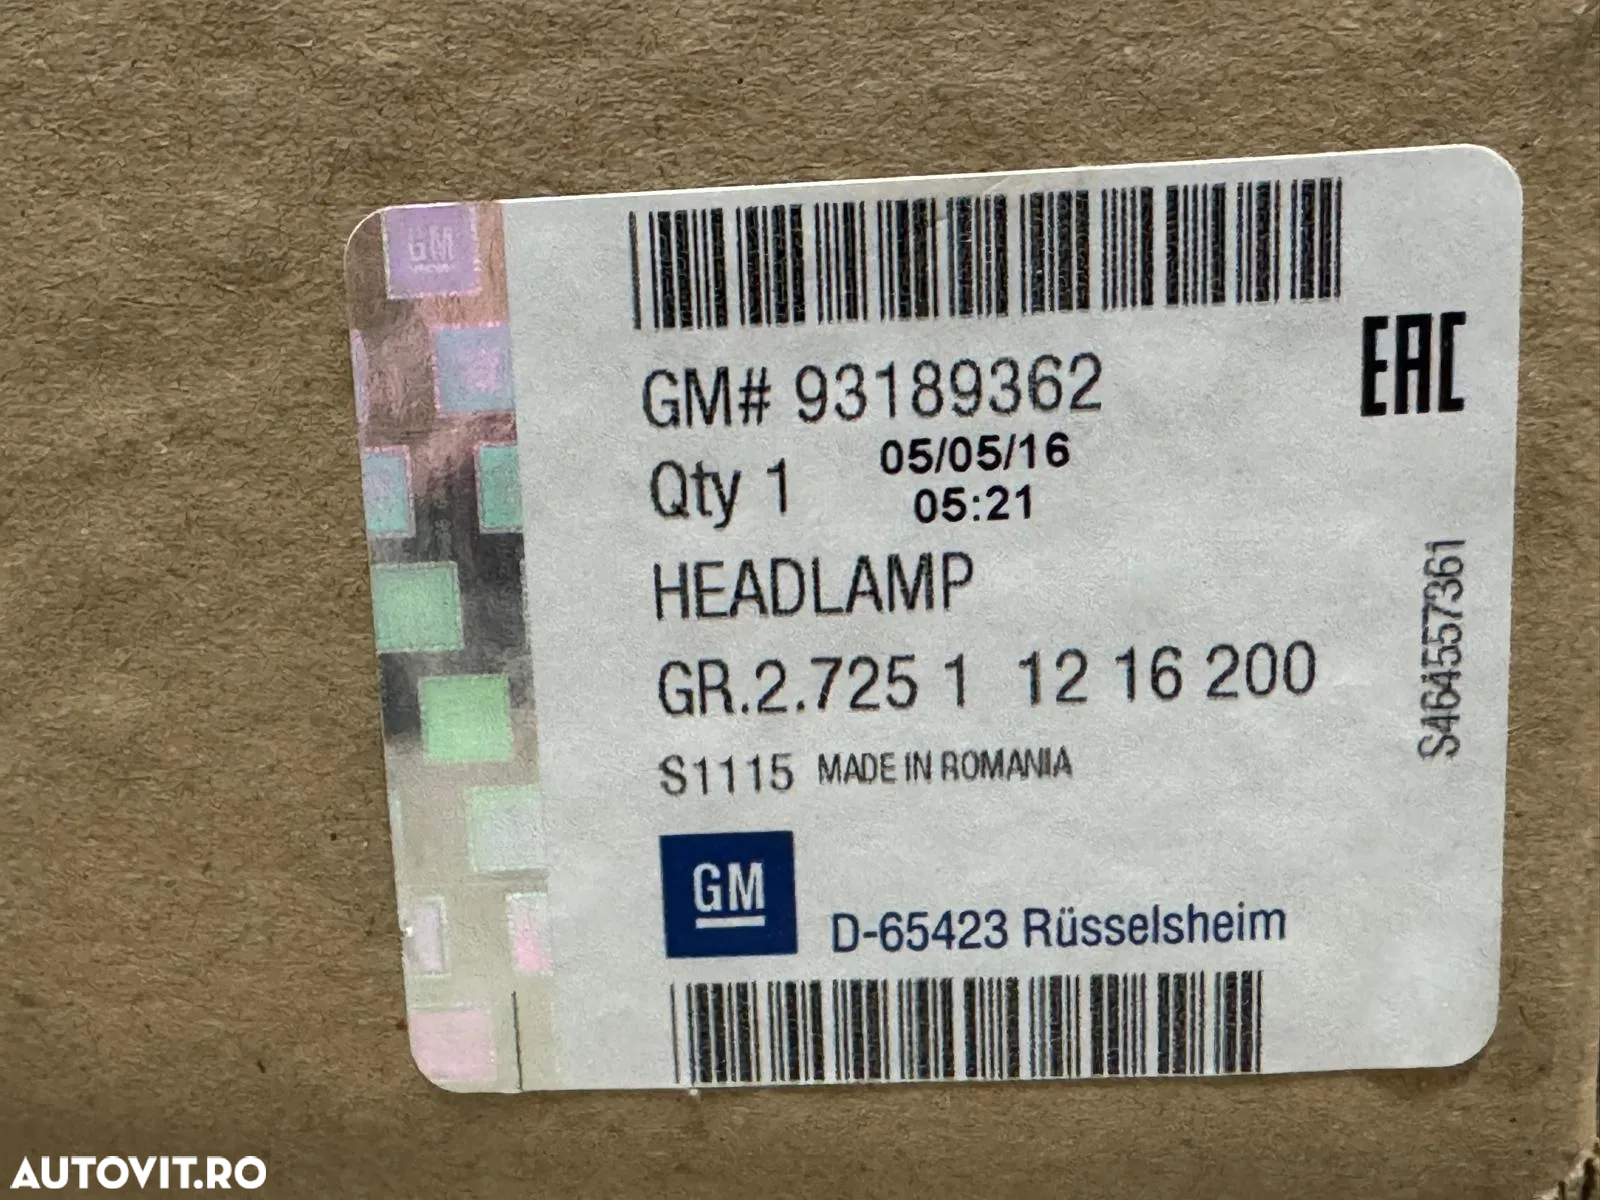 GM
EAC
GM# 93189362
05/05/16
Qty 1
05:21
HEADLAMP
GR.2.725 1 12 16 200
S464557361
S1115 MADE IN ROMANIA
GM
D-65423 Rüsselsheim
AUTOVIT.RO